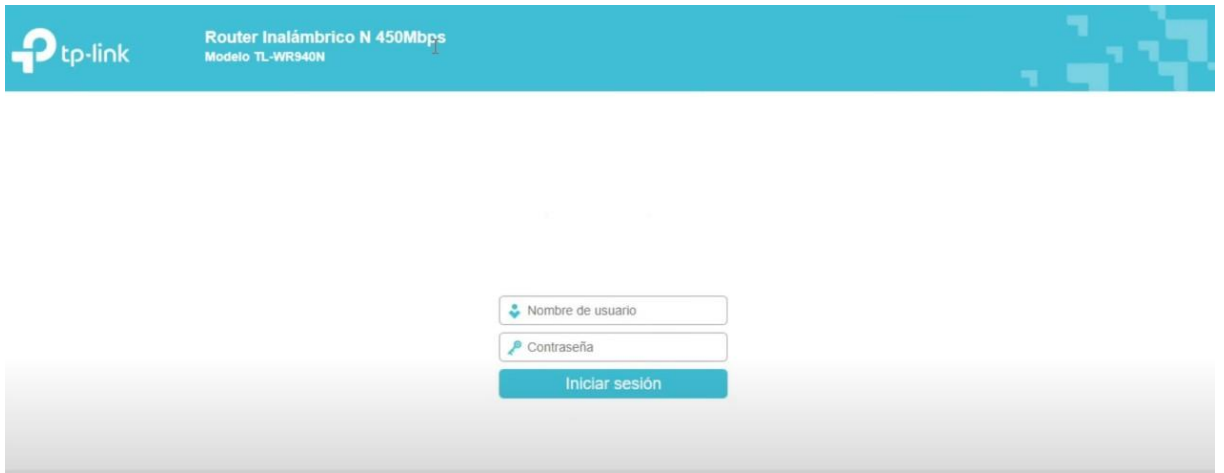 tp-link
Router Inalámbrico N 450Mbps
Modelo TL-WR940N
Nombre de usuario
Contraseña
Iniciar sesión